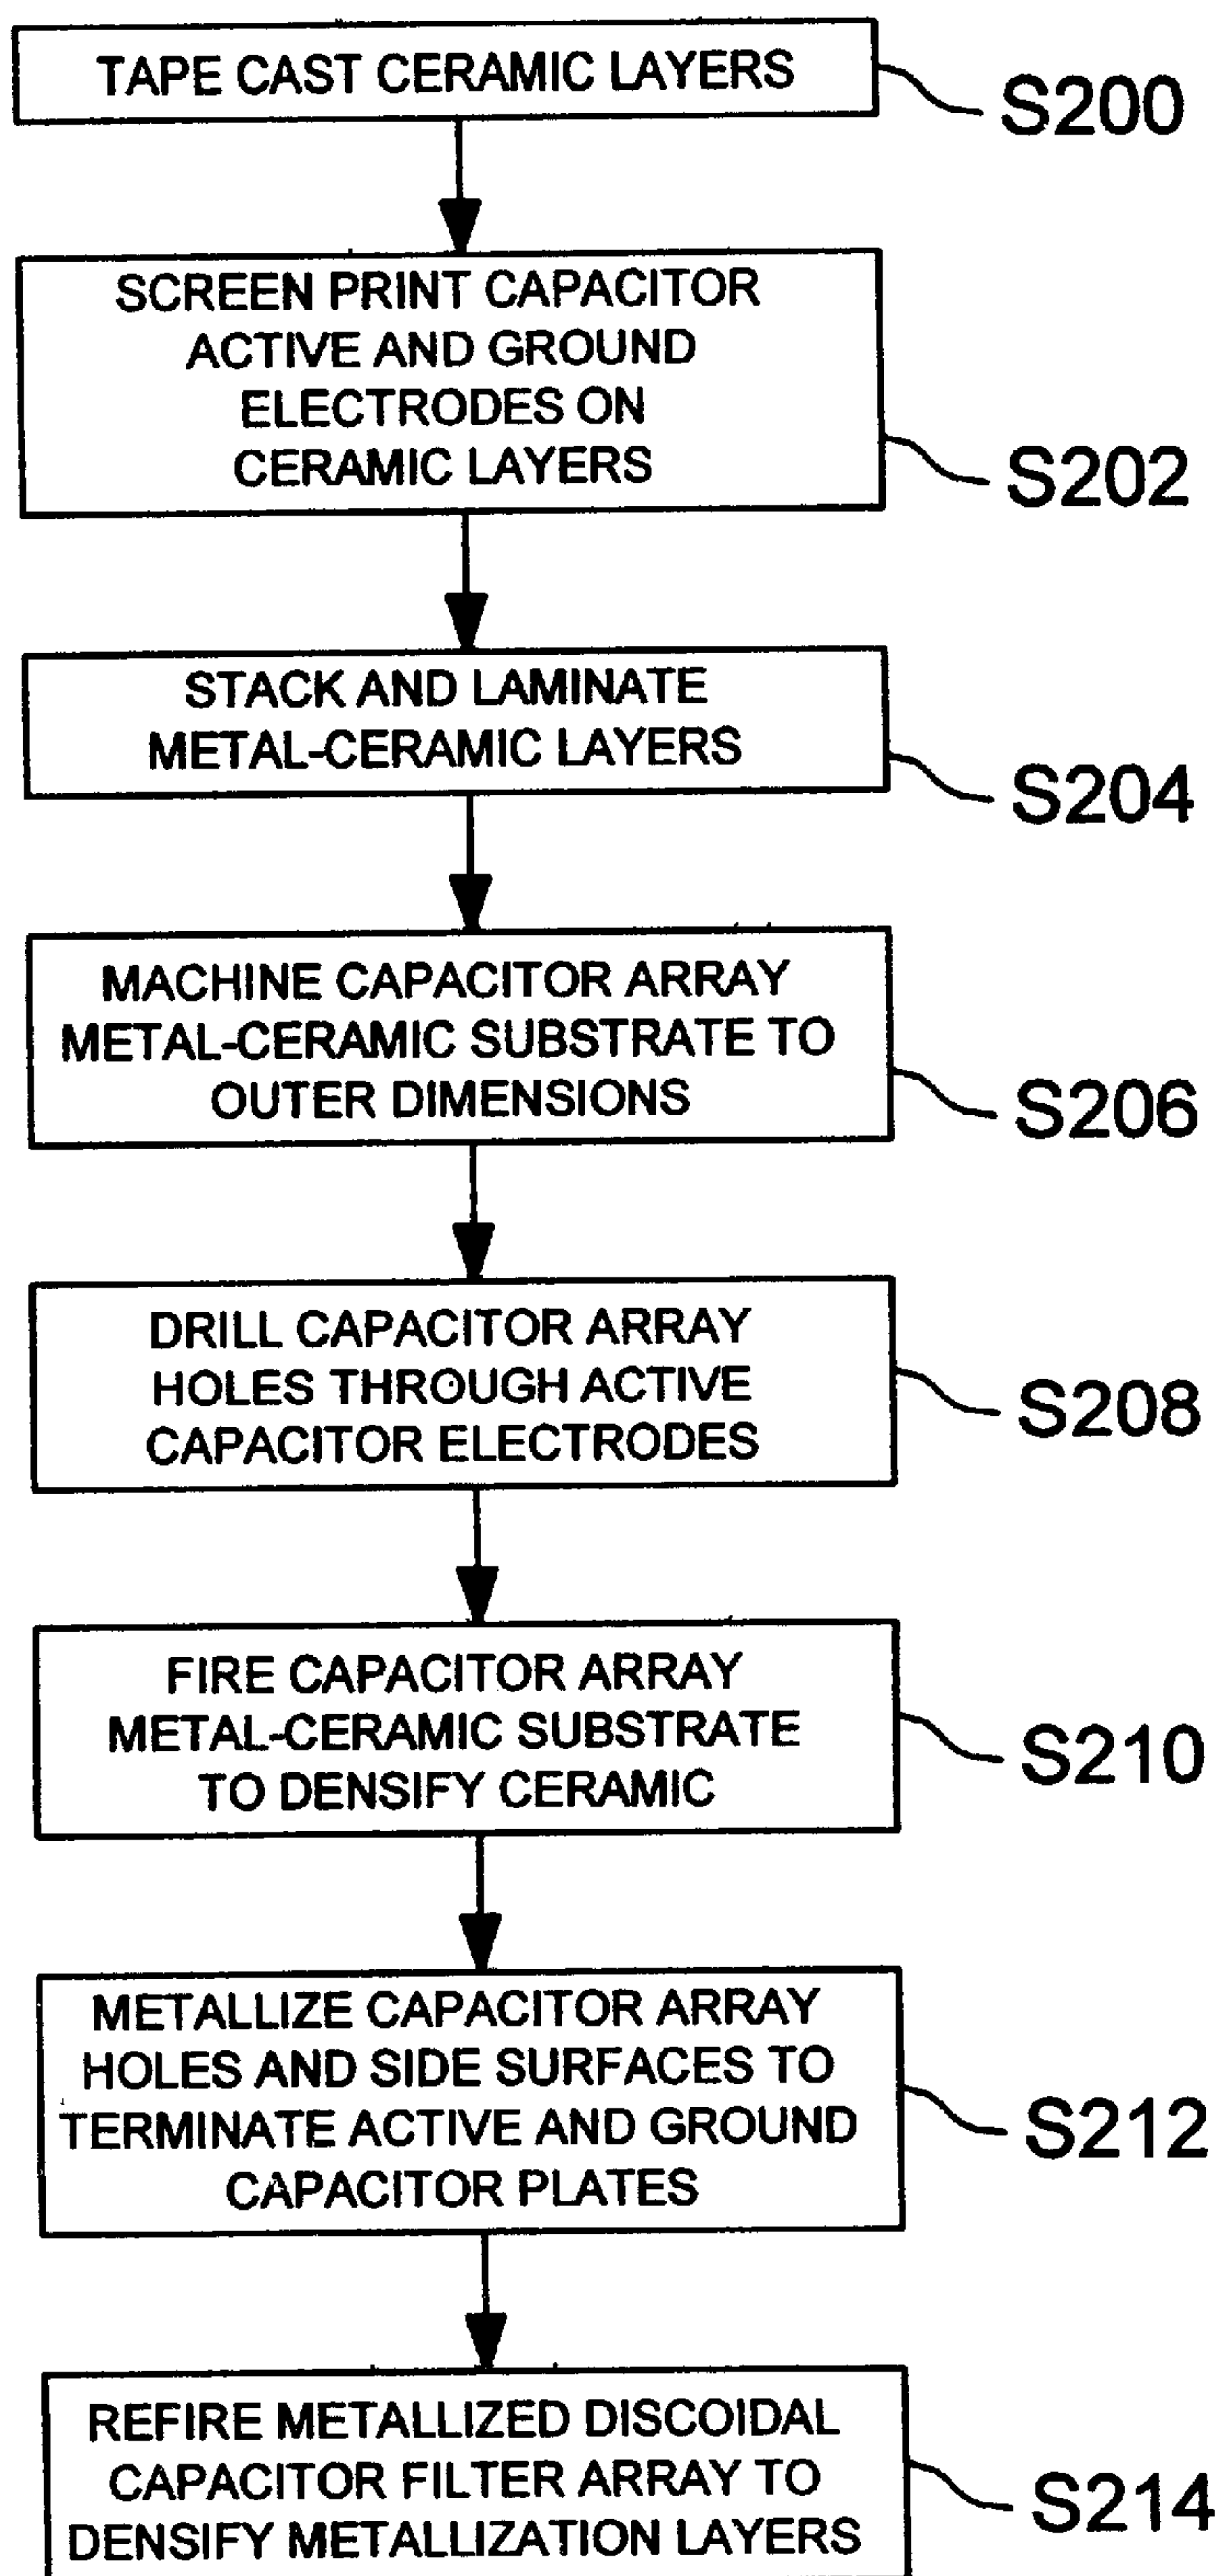 TAPE CAST CERAMIC LAYERS
S200
SCREEN PRINT CAPACITOR
ACTIVE AND GROUND
ELECTRODES ON
CERAMIC LAYERS
S202
STACK AND LAMINATE
METAL-CERAMIC LAYERS
S204
MACHINE CAPACITOR ARRAY
METAL-CERAMIC SUBSTRATE TO
OUTER DIMENSIONS
S206
DRILL CAPACITOR ARRAY
HOLES THROUGH ACTIVE
CAPACITOR ELECTRODES
S208
FIRE CAPACITOR ARRAY
METAL-CERAMIC SUBSTRATE
TO DENSIFY CERAMIC
S210
METALLIZE CAPACITOR ARRAY
HOLES AND SIDE SURFACES TO
TERMINATE ACTIVE AND GROUND
CAPACITOR PLATES
S212
REFIRE METALLIZED DISCOIDAL
CAPACITOR FILTER ARRAY TO
DENSIFY METALLIZATION LAYERS
S214